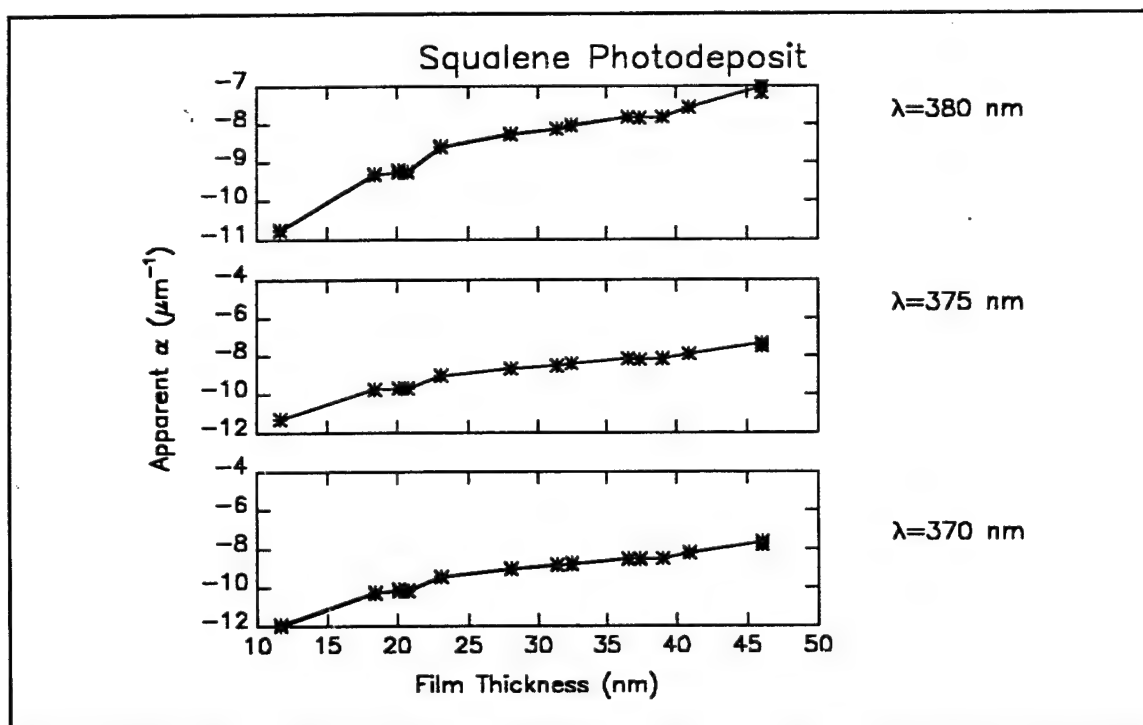 Squalene Photodeposit
-7
-8
-9
-10
-11
λ=380 nm
-4
-6
-8
-10
-12
λ=375 nm
-4
-6
-8
-10
-12
λ=370 nm
Apparent α (μm⁻¹)
10 15 20 25 30 35 40 45 50
Film Thickness (nm)